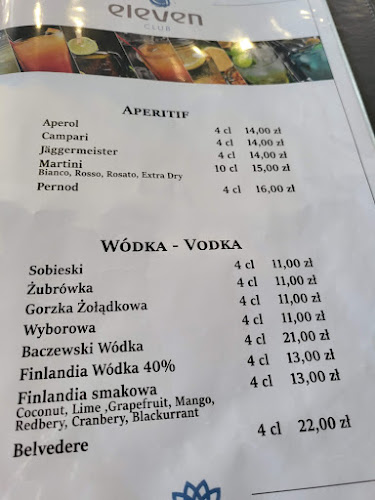 eleven
CLUB
APERITIF
Aperol 4 cl 14,00 zł
Campari 4 cl 14,00 zł
Jäggermeister 4 cl 14,00 zł
Martini 10 cl 15,00 zł
Bianco, Rosso, Rosato, Extra Dry
Pernod 4 cl 16,00 zł
WÓDKA - VODKA
Sobieski 4 cl 11,00 zł
Żubrówka 4 cl 11,00 zł
Gorzka Żołądkowa 4 cl 11,00 zł
Wyborowa 4 cl 11,00 zł
Baczewski Wódka 4 cl 21,00 zł
Finlandia Wódka 40% 4 cl 13,00 zł
Finlandia smakowa 4 cl 13,00 zł
Coconut, Lime ,Grapefruit, Mango,
Redbery, Cranbery, Blackurrant
Belvedere 4 cl 22,00 zł